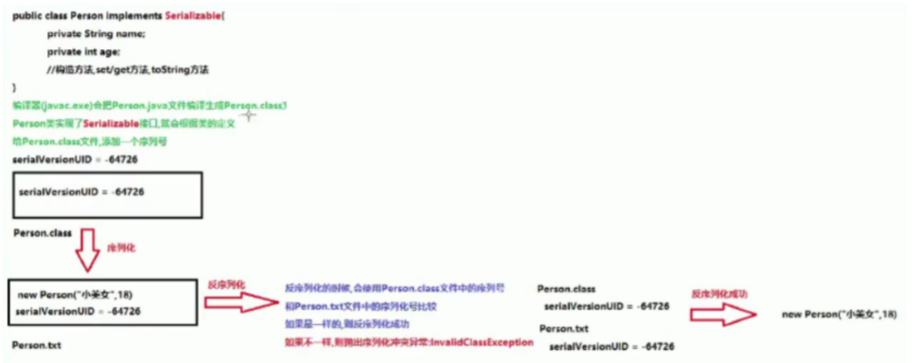 public class Person implements Serializable{
private String name;
private int age;
//构造方法,set/get方法,toString方法
}
编译器(javac.exe)会把Person.java文件编译生成Person.class文件
Person类实现了Serializable接口,就会根据类的定义
给Person.class文件,添加一个序列号
serialVersionUID = -64726
serialVersionUID = -64726
Person.class
序列化
new Person("小美女",18)
serialVersionUID = -64726
Person.txt
反序列化
反序列化的时候,会使用Person.class文件中的序列号
和Person.txt文件中的序列化号比较
如果是一样的,则反序列化成功
如果不一样,则抛出序列化冲突异常:InvalidClassException
Person.class
serialVersionUID = -64726
Person.txt
serialVersionUID = -64726
反序列化成功
new Person("小美女",18)